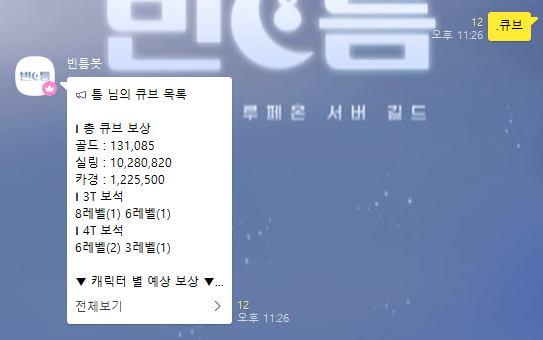 빈틈
루페온 서버 길드
12
오후 11:26
.큐브
빈틈
빈틈봇
틈 님의 큐브 목록
총 큐브 보상
골드 : 131,085
실링 : 10,280,820
카경 : 1,225,500
3T 보석
8레벨(1) 6레벨(1)
4T 보석
6레벨(2) 3레벨(1)
▼ 캐릭터 별 예상 보상 ▼...
전체보기
12
오후 11:26